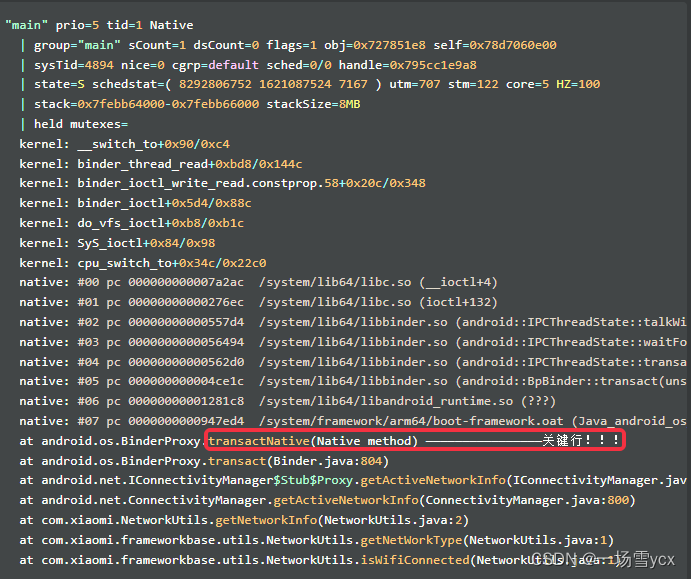 "main" prio=5 tid=1 Native
| group="main" sCount=1 dsCount=0 flags=1 obj=0x727851e8 self=0x78d7060e00
| sysTid=4894 nice=0 cgrp=default sched=0/0 handle=0x795cc1e9a8
| state=S schedstat=( 8292806752 1621087524 7167 ) utm=707 stm=122 core=5 HZ=100
| stack=0x7febb64000-0x7febb66000 stackSize=8MB
| held mutexes=
kernel: __switch_to+0x90/0xc4
kernel: binder_thread_read+0xbd8/0x144c
kernel: binder_ioctl_write_read.constprop.58+0x20c/0x348
kernel: binder_ioctl+0x5d4/0x88c
kernel: do_vfs_ioctl+0xb8/0xb1c
kernel: SyS_ioctl+0x84/0x98
kernel: cpu_switch_to+0x34c/0x22c0
native: #00 pc 000000000007a2ac /system/lib64/libc.so (__ioctl+4)
native: #01 pc 00000000000276ec /system/lib64/libc.so (ioctl+132)
native: #02 pc 00000000000557d4 /system/lib64/libbinder.so (android::IPCThreadState::talkWi
native: #03 pc 0000000000056494 /system/lib64/libbinder.so (android::IPCThreadState::waitFo
native: #04 pc 00000000000562d0 /system/lib64/libbinder.so (android::IPCThreadState::transa
native: #05 pc 000000000004ce1c /system/lib64/libbinder.so (android::BpBinder::transact(uns
native: #06 pc 00000000001281c8 /system/lib64/libandroid_runtime.so (???)
native: #07 pc 0000000000947ed4 /system/framework/arm64/boot-framework.oat (Java_android_os
at android.os.BinderProxy.transactNative(Native method) ————————————————关键行!!!
at android.os.BinderProxy.transact(Binder.java:804)
at android.net.IConnectivityManager$Stub$Proxy.getActiveNetworkInfo(IConnectivityManager.jav
at android.net.ConnectivityManager.getActiveNetworkInfo(ConnectivityManager.java:800)
at com.xiaomi.NetworkUtils.getNetworkInfo(NetworkUtils.java:2)
at com.xiaomi.frameworkbase.utils.NetworkUtils.getNetWorkType(NetworkUtils.java:1)
at com.xiaomi.frameworkbase.utils.NetworkUtils.isWifiConnected(NetworkUtils.java:1)
CSDN @一扬雪ycx